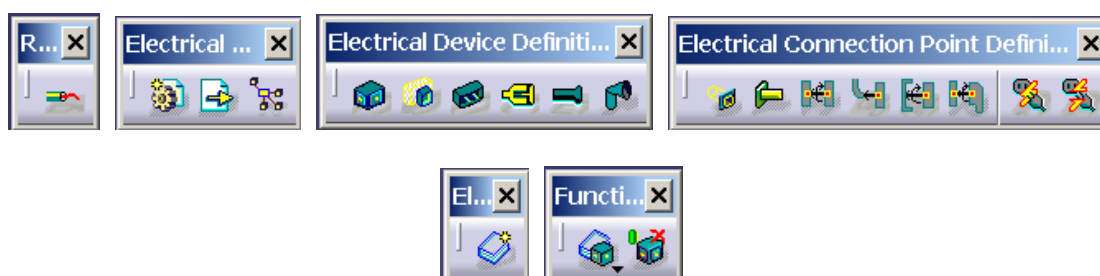 R...
Electrical ...
Electrical Device Definiti...
Electrical Connection Point Defini...
El...
Functi...